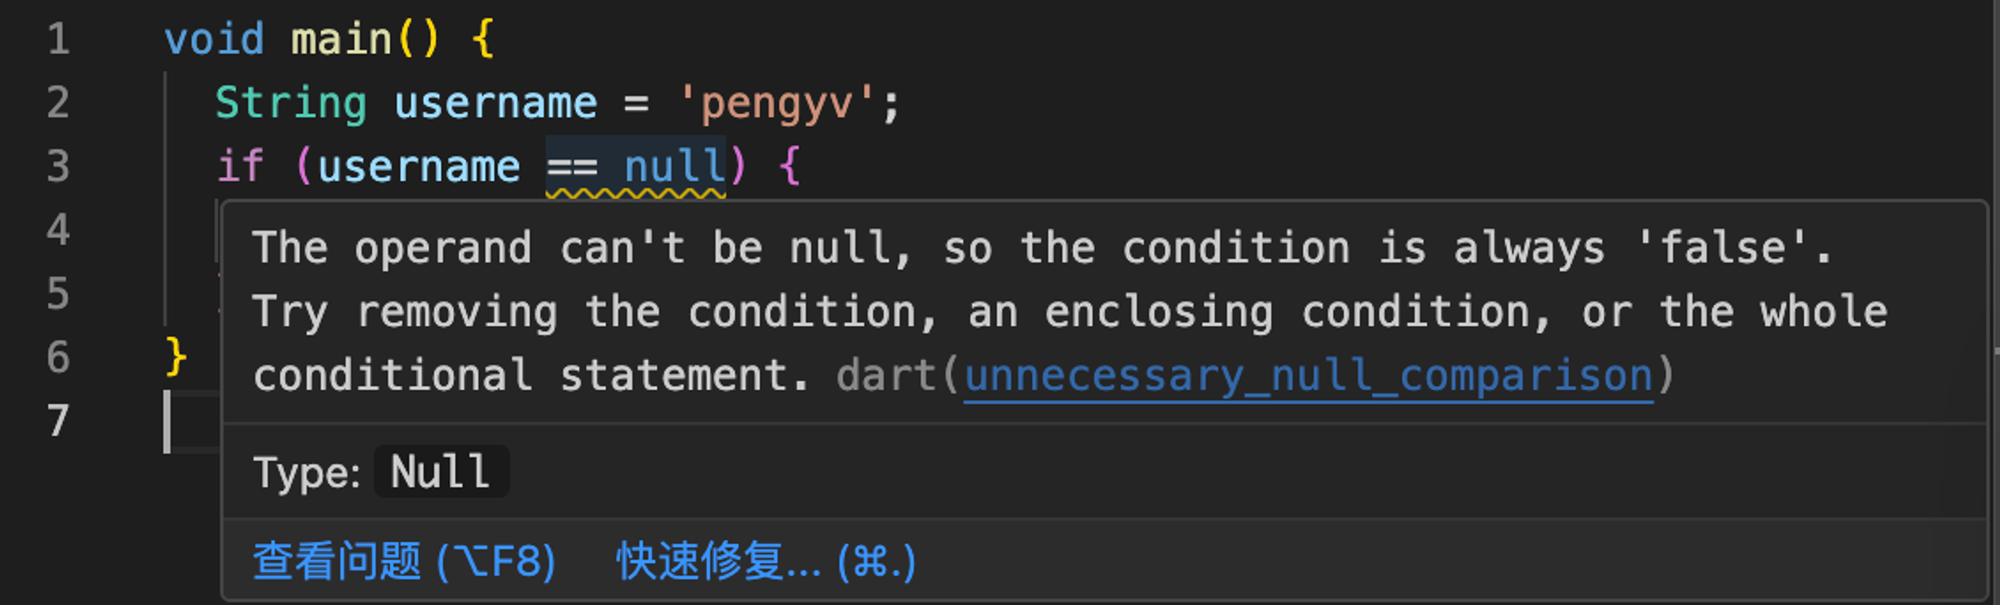 1 void main() {
2 String username = 'pengyv';
3 if (username == null) {
4
The operand can't be null, so the condition is always 'false'.
5
Try removing the condition, an enclosing condition, or the whole
6 }
conditional statement. dart(unnecessary_null_comparison)
7
Type: Null
查看问题 (⌥F8) 快速修复... (⌘.)